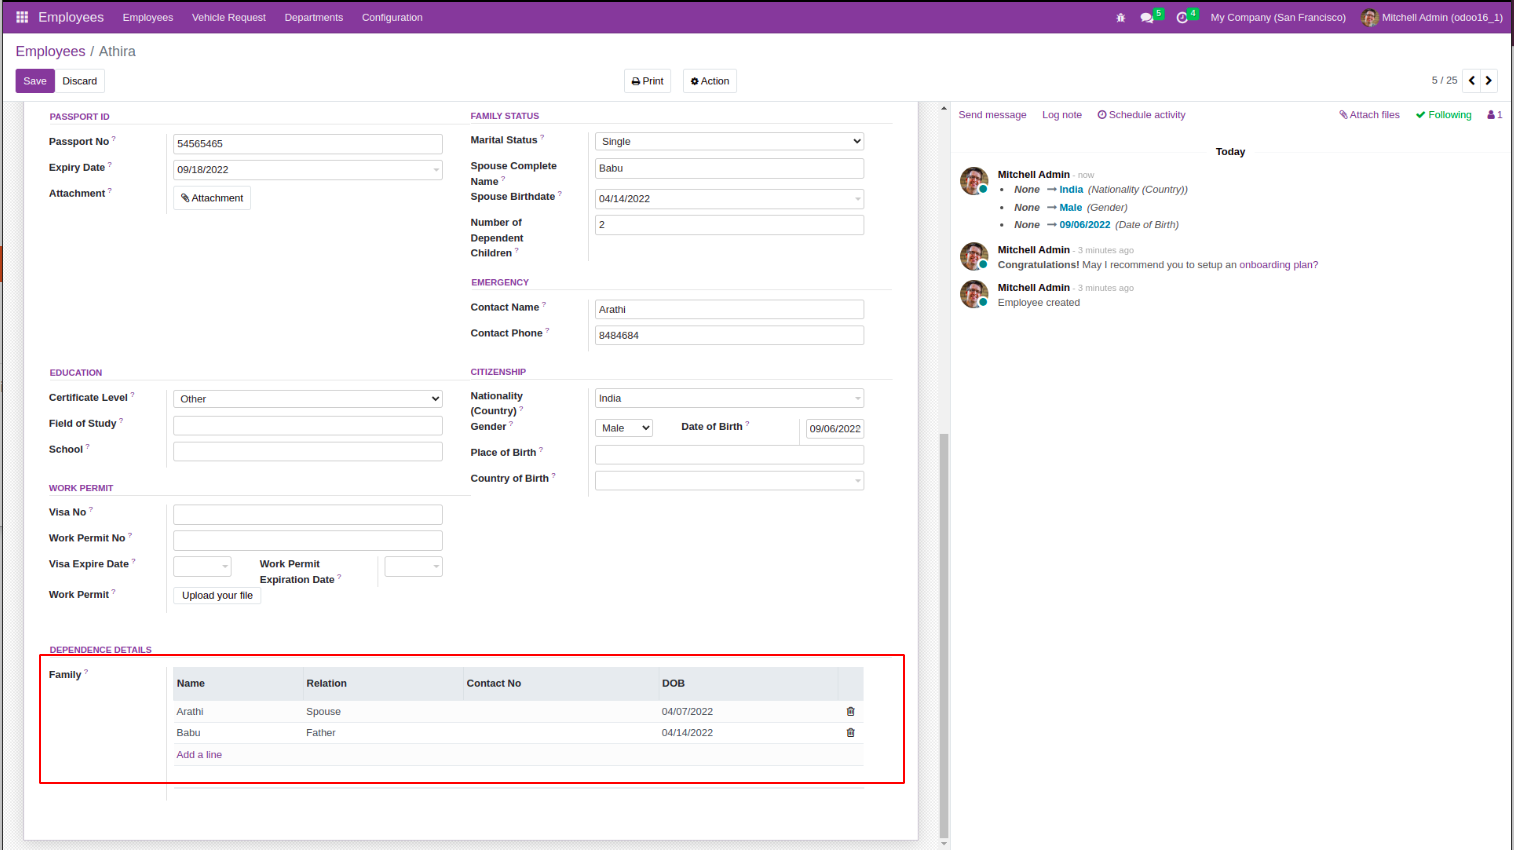 Employees Employees Vehicle Request Departments Configuration 5 4 My Company (San Francisco) Mitchell Admin (odoo16_1)
Employees / Athira
Save Discard Print Action 5 / 25
PASSPORT ID
Passport No ? 54565465
Expiry Date ? 09/18/2022
Attachment ? Attachment
FAMILY STATUS
Marital Status ? Single
Spouse Complete
Name ? Babu
Spouse Birthdate ? 04/14/2022
Number of
Dependent
Children ? 2
EMERGENCY
Contact Name ? Arathi
Contact Phone ? 8484684
EDUCATION
Certificate Level ? Other
Field of Study ?
School ?
CITIZENSHIP
Nationality
(Country) ? India
Gender ? Male Date of Birth ? 09/06/2022
Place of Birth ?
Country of Birth ?
WORK PERMIT
Visa No ?
Work Permit No ?
Visa Expire Date ? Work Permit
Expiration Date ?
Work Permit ? Upload your file
DEPENDENCE DETAILS
Family ?
Name Relation Contact No DOB
Arathi Spouse 04/07/2022
Babu Father 04/14/2022
Add a line
Send message Log note Schedule activity Attach files Following 1
Today
Mitchell Admin - now
• None → India (Nationality (Country))
• None → Male (Gender)
• None → 09/06/2022 (Date of Birth)
Mitchell Admin - 3 minutes ago
Congratulations! May I recommend you to setup an onboarding plan?
Mitchell Admin - 3 minutes ago
Employee created